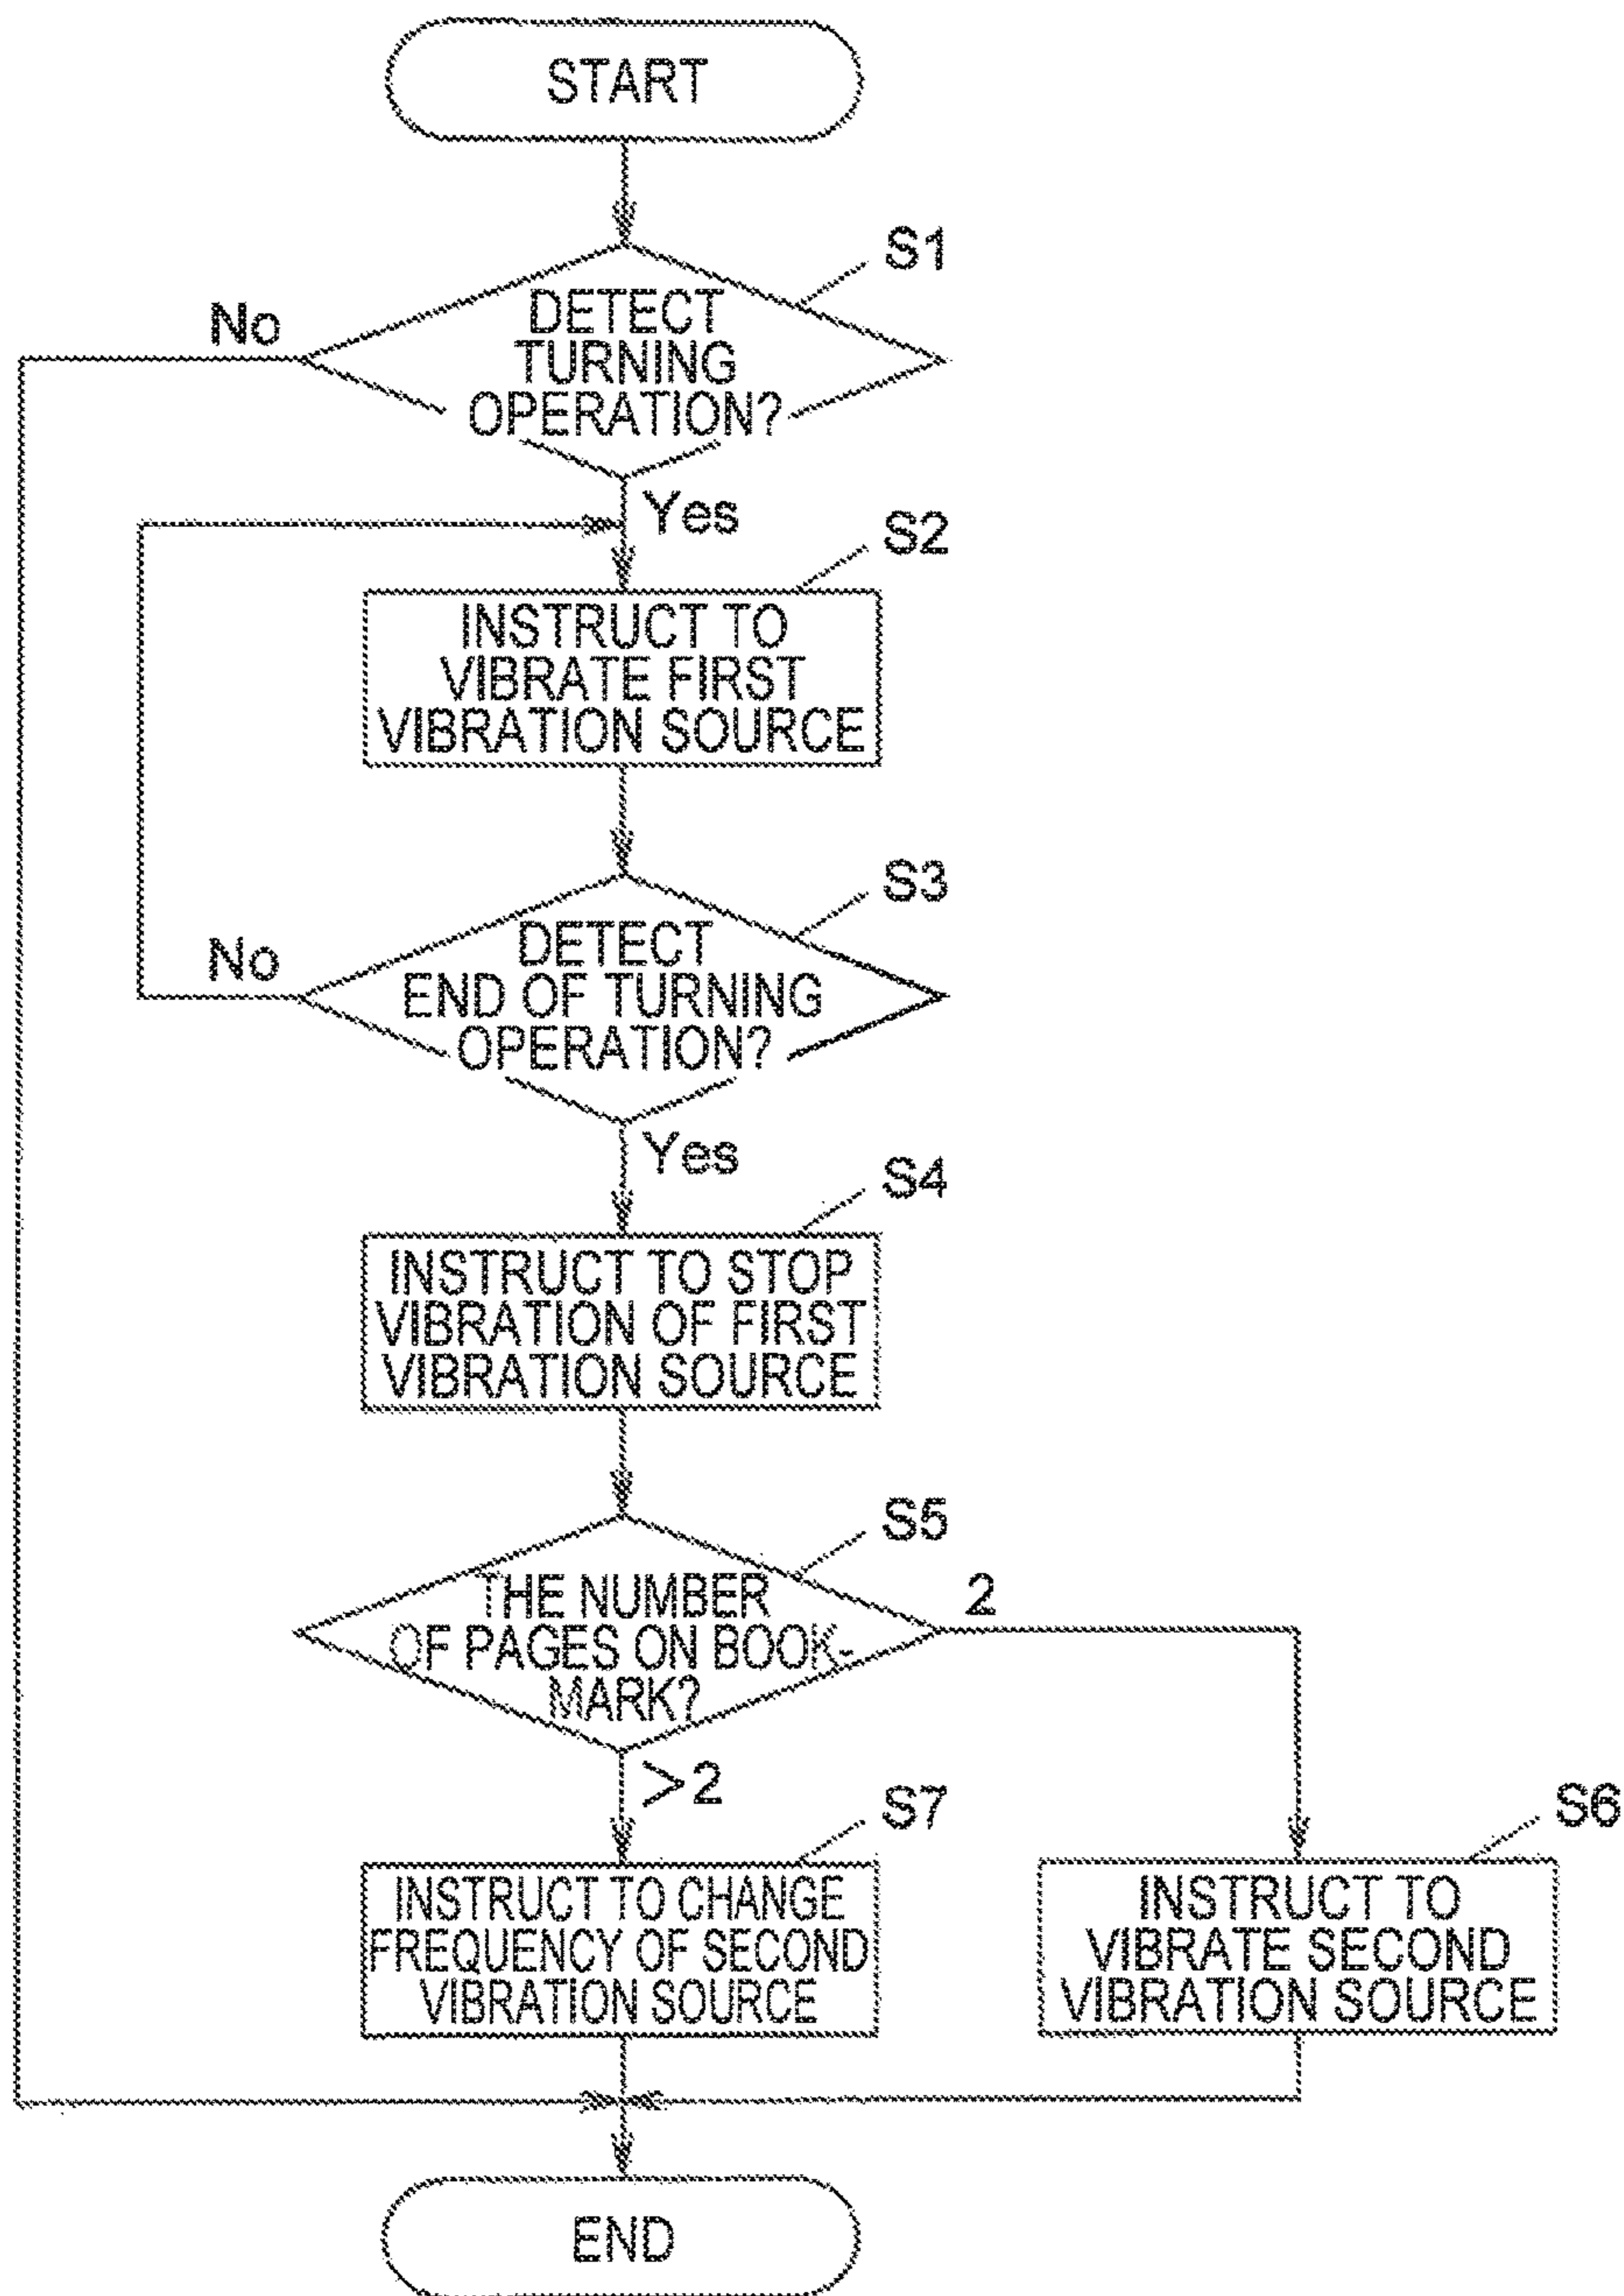 START
S1
No
DETECT
TURNING
OPERATION?
Yes
S2
INSTRUCT TO
VIBRATE FIRST
VIBRATION SOURCE
S3
No
DETECT
END OF TURNING
OPERATION?
Yes
S4
INSTRUCT TO STOP
VIBRATION OF FIRST
VIBRATION SOURCE
S5
2
THE NUMBER
OF PAGES ON BOOK-
MARK?
>2
S7
S6
INSTRUCT TO CHANGE
FREQUENCY OF SECOND
VIBRATION SOURCE
INSTRUCT TO
VIBRATE SECOND
VIBRATION SOURCE
END